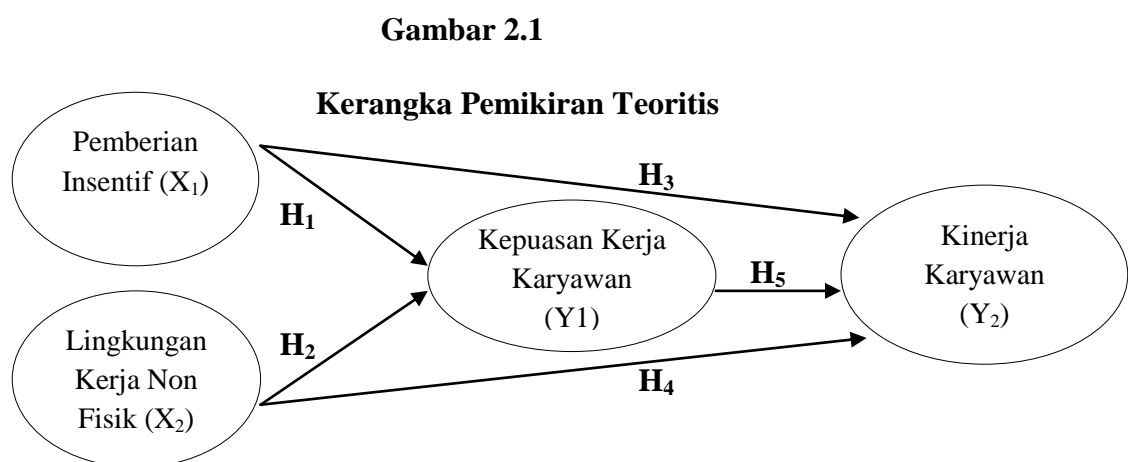 Gambar 2.1
Kerangka Pemikiran Teoritis
Pemberian
Insentif (X₁)
H₃
H₁
Kepuasan Kerja
Karyawan
(Y1)
H₅
Kinerja
Karyawan
(Y₂)
Lingkungan
Kerja Non
Fisik (X₂)
H₂
H₄